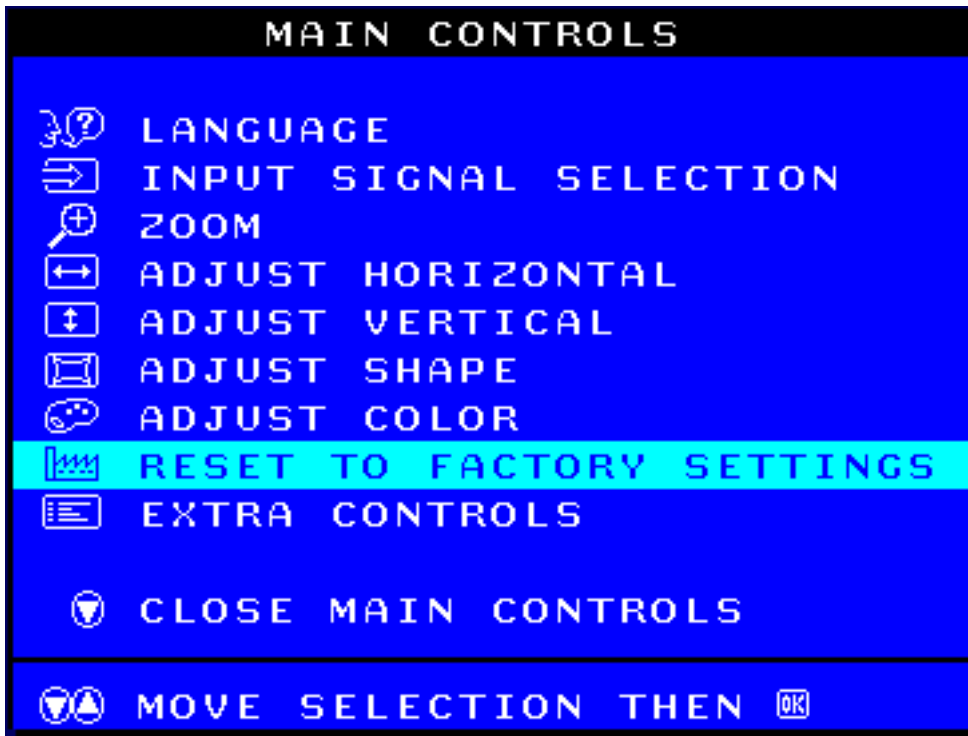 MAIN CONTROLS
LANGUAGE
INPUT SIGNAL SELECTION
ZOOM
ADJUST HORIZONTAL
ADJUST VERTICAL
ADJUST SHAPE
ADJUST COLOR
RESET TO FACTORY SETTINGS
EXTRA CONTROLS
CLOSE MAIN CONTROLS
MOVE SELECTION THEN OK